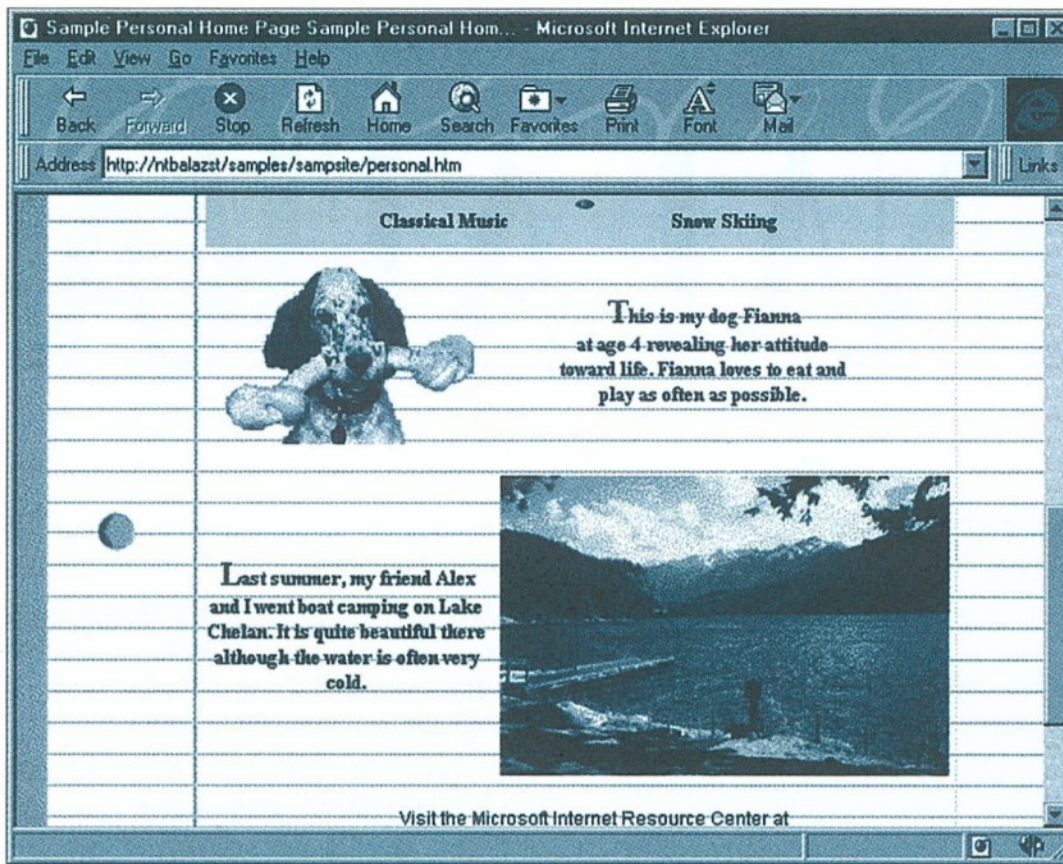 Sample Personal Home Page Sample Personal Hom... - Microsoft Internet Explorer
File Edit View Go Favorites Help
Back Forward Stop Refresh Home Search Favorites Print Font Mail
Address http://ntbalazst/samples/sampsite/personal.htm Links
Classical Music Snow Skiing
This is my dog Fianna
at age 4 revealing her attitude
toward life. Fianna loves to eat and
play as often as possible.
Last summer, my friend Alex
and I went boat camping on Lake
Chelan. It is quite beautiful there
although the water is often very
cold.
Visit the Microsoft Internet Resource Center at